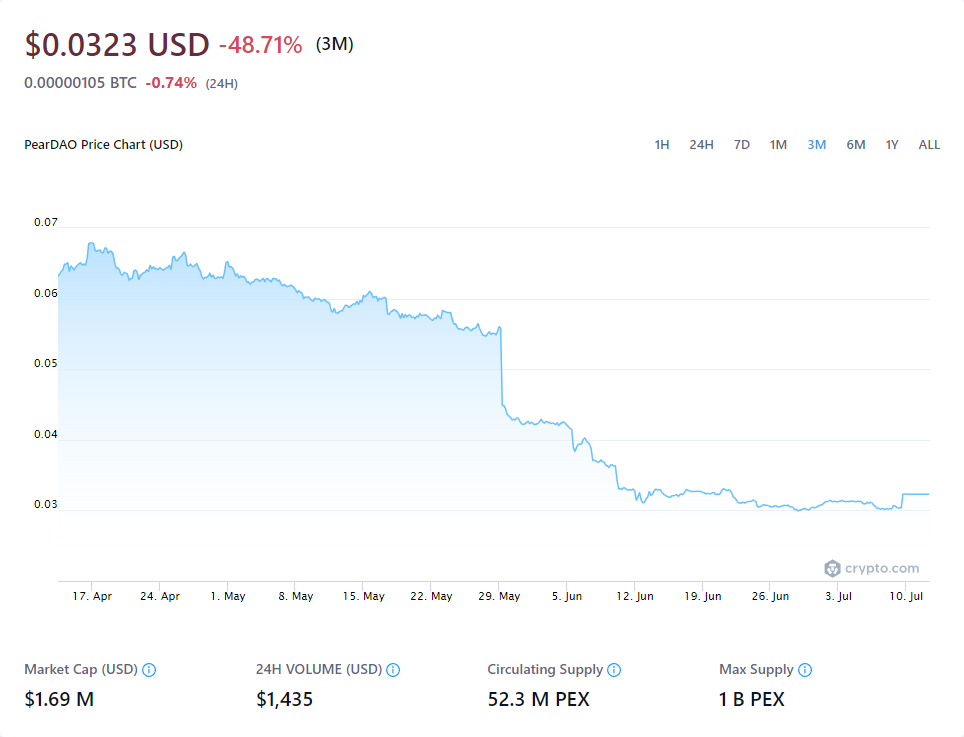 $0.0323 USD -48.71% (3M)
0.00000105 BTC -0.74% (24H)
PearDAO Price Chart (USD) 1H 24H 7D 1M 3M 6M 1Y ALL
0.07
0.06
0.05
0.04
0.03
crypto.com
17. Apr 24. Apr 1. May 8. May 15. May 22. May 29. May 5. Jun 12. Jun 19. Jun 26. Jun 3. Jul 10. Jul
Market Cap (USD) 24H VOLUME (USD) Circulating Supply Max Supply
$1.69 M $1,435 52.3 M PEX 1 B PEX